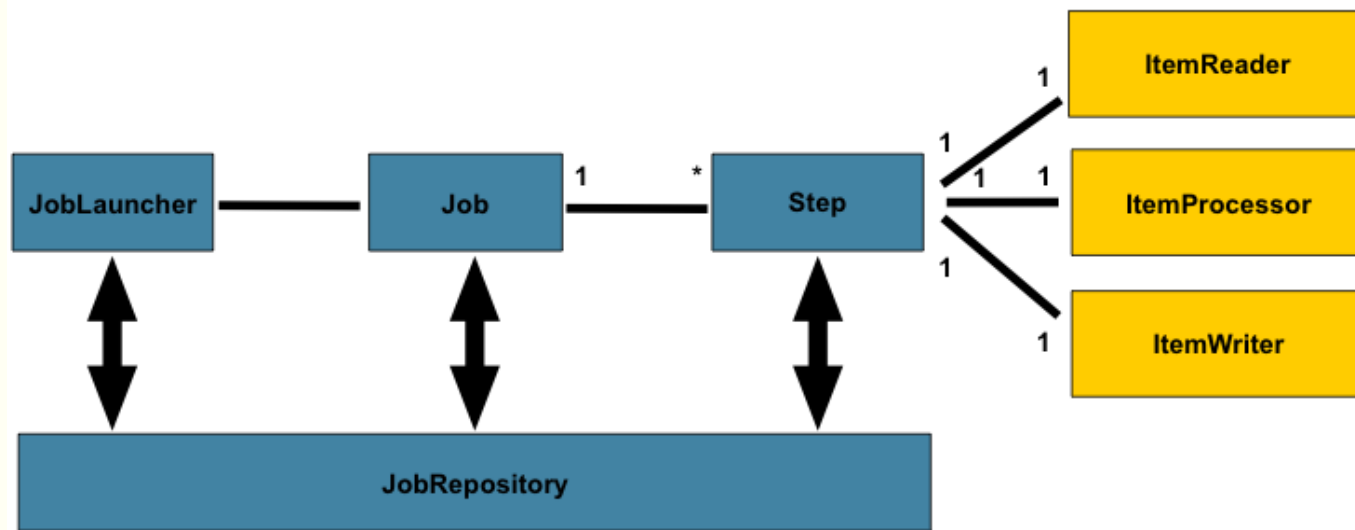 ItemReader
1
1
JobLauncher
Job
1
*
Step
1
1
ItemProcessor
1
1
ItemWriter
JobRepository